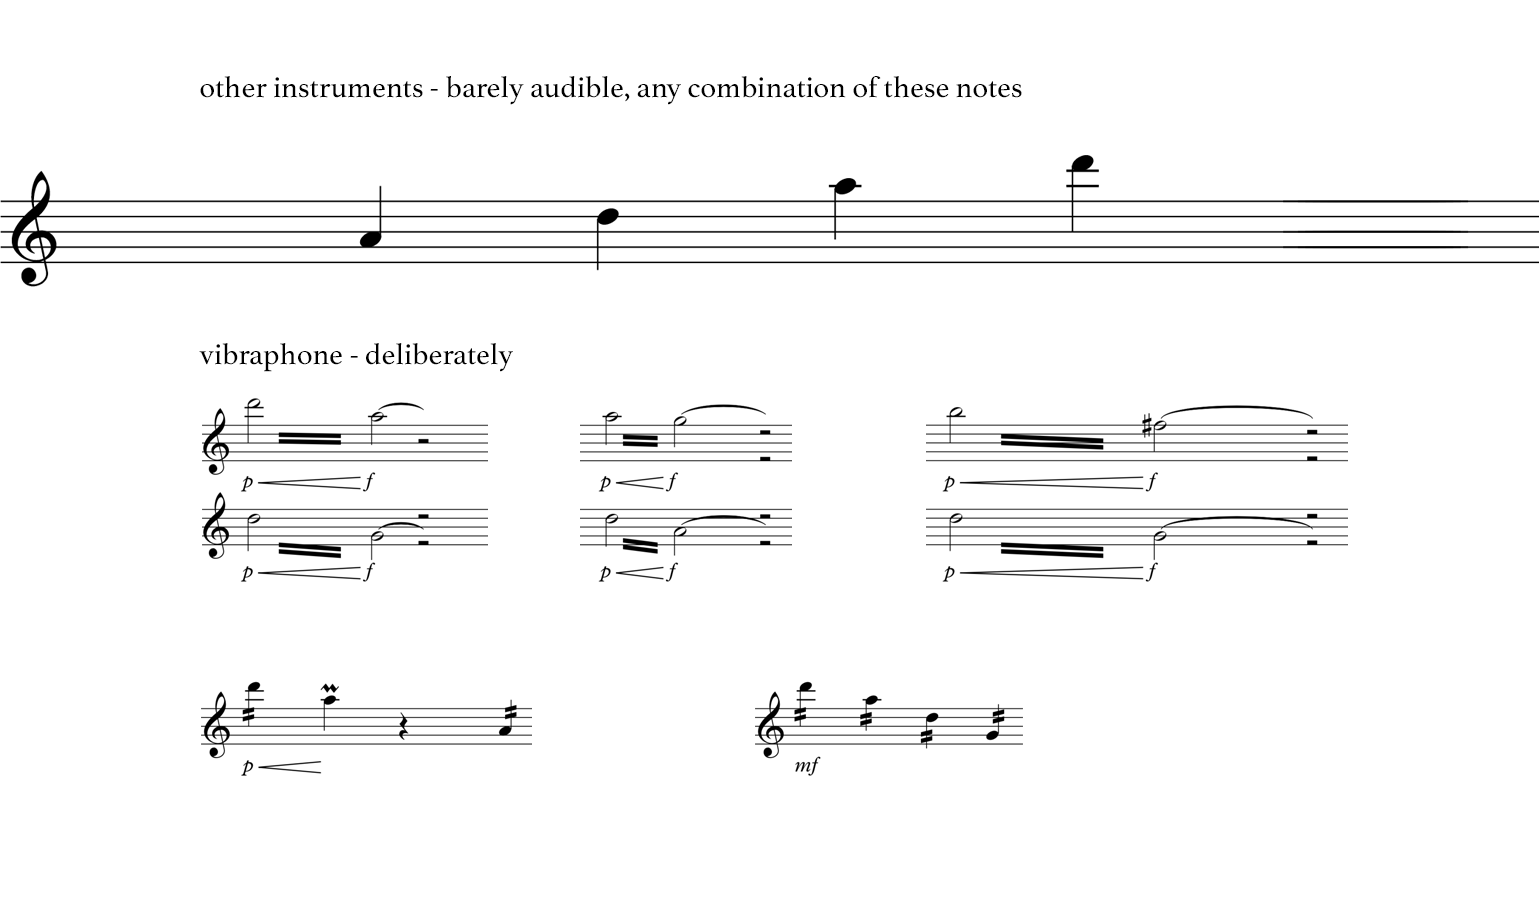 other instruments - barely audible, any combination of these notes
vibraphone - deliberately
p f p f p f
p f p f p f
p mf